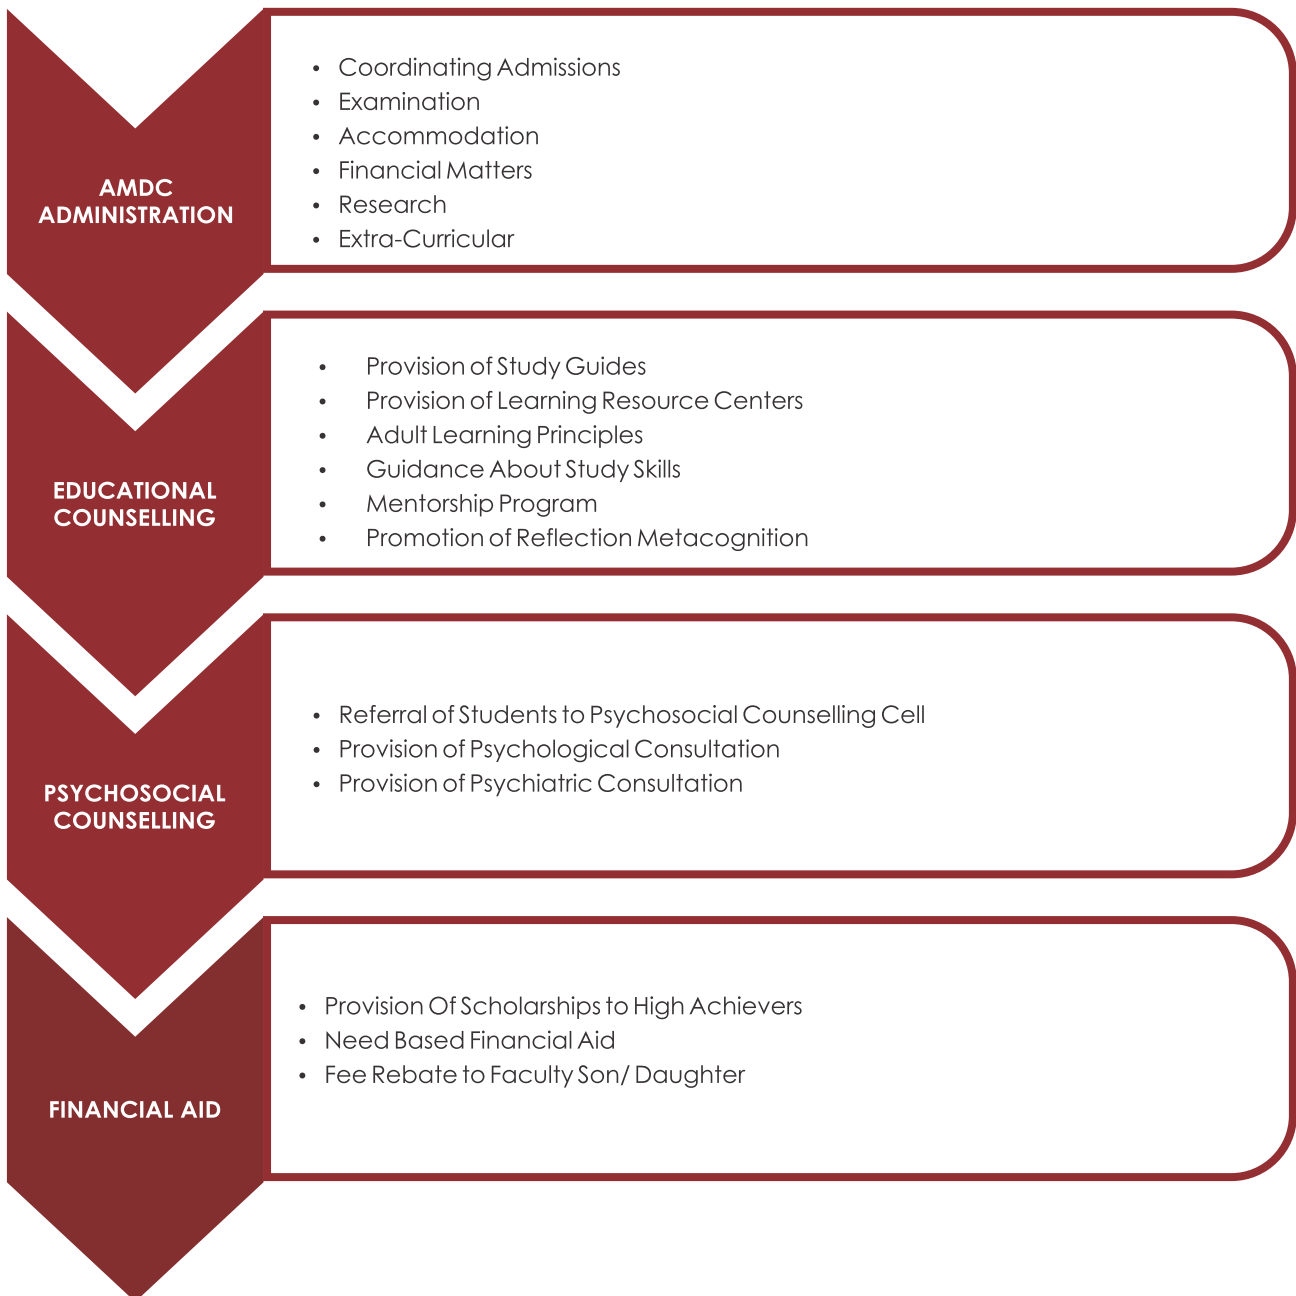 AMDC
ADMINISTRATION
• Coordinating Admissions
• Examination
• Accommodation
• Financial Matters
• Research
• Extra-Curricular
EDUCATIONAL
COUNSELLING
• Provision of Study Guides
• Provision of Learning Resource Centers
• Adult Learning Principles
• Guidance About Study Skills
• Mentorship Program
• Promotion of Reflection Metacognition
PSYCHOSOCIAL
COUNSELLING
• Referral of Students to Psychosocial Counselling Cell
• Provision of Psychological Consultation
• Provision of Psychiatric Consultation
FINANCIAL AID
• Provision Of Scholarships to High Achievers
• Need Based Financial Aid
• Fee Rebate to Faculty Son/ Daughter